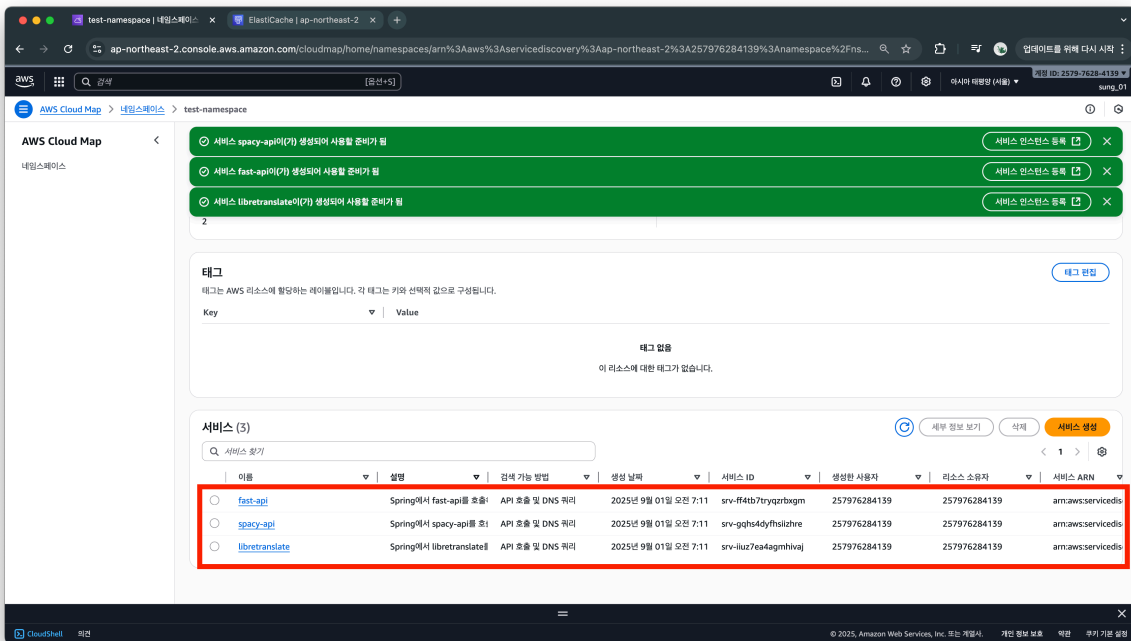 test-namespace | 네임스페이스
ElastiCache | ap-northeast-2
ap-northeast-2.console.aws.amazon.com/cloudmap/home/namespaces/arn%3Aaws%3Aservicediscovery%3Aap-northeast-2%3A257976284139%3Anamespace%2Fns...
업데이트를 위해 다시 시작
aws
검색
[옵션+S]
아시아 태평양 (서울)
계정 ID: 2579-7628-4139
sung_01
AWS Cloud Map > 네임스페이스 > test-namespace
AWS Cloud Map
네임스페이스
서비스 spacy-api이(가) 생성되어 사용할 준비가 됨
서비스 인스턴스 등록
서비스 fast-api이(가) 생성되어 사용할 준비가 됨
서비스 인스턴스 등록
서비스 libretranslate이(가) 생성되어 사용할 준비가 됨
서비스 인스턴스 등록
2
태그
태그 편집
태그는 AWS 리소스에 할당하는 레이블입니다. 각 태그는 키와 선택적 값으로 구성됩니다.
Key Value
태그 없음
이 리소스에 대한 태그가 없습니다.
서비스 (3)
세부 정보 보기 삭제 서비스 생성
서비스 찾기
1
이름 설명 검색 가능 방법 생성 날짜 서비스 ID 생성한 사용자 리소스 소유자 서비스 ARN
fast-api Spring에서 fast-api를 호출 API 호출 및 DNS 쿼리 2025년 9월 01일 오전 7:11 srv-ff4tb7tryqzrbxgm 257976284139 257976284139 arn:aws:servicedis
spacy-api Spring에서 spacy-api를 호 API 호출 및 DNS 쿼리 2025년 9월 01일 오전 7:11 srv-gqhs4dyfhsiizhre 257976284139 257976284139 arn:aws:servicedis
libretranslate Spring에서 libretranslate를 API 호출 및 DNS 쿼리 2025년 9월 01일 오전 7:11 srv-iiuz7ea4agmhivaj 257976284139 257976284139 arn:aws:servicedis
CloudShell 의견
© 2025, Amazon Web Services, Inc. 또는 계열사. 개인 정보 보호 약관 쿠키 기본 설정